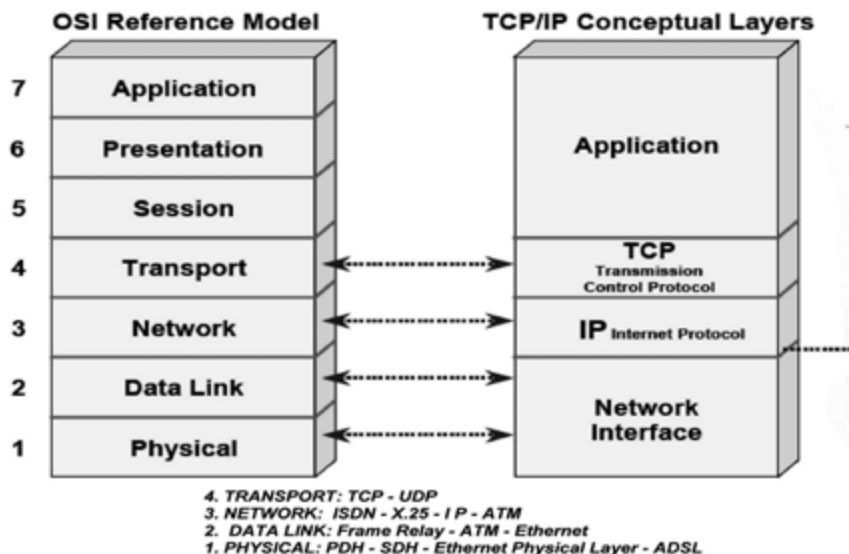 OSI Reference Model
7 Application
6 Presentation
5 Session
4 Transport
3 Network
2 Data Link
1 Physical
TCP/IP Conceptual Layers
Application
TCP
Transmission
Control Protocol
IP Internet Protocol
Network
Interface
4. TRANSPORT: TCP - UDP
3. NETWORK: ISDN - X.25 - I P - ATM
2. DATA LINK: Frame Relay - ATM - Ethernet
1. PHYSICAL: PDH - SDH - Ethernet Physical Layer - ADSL